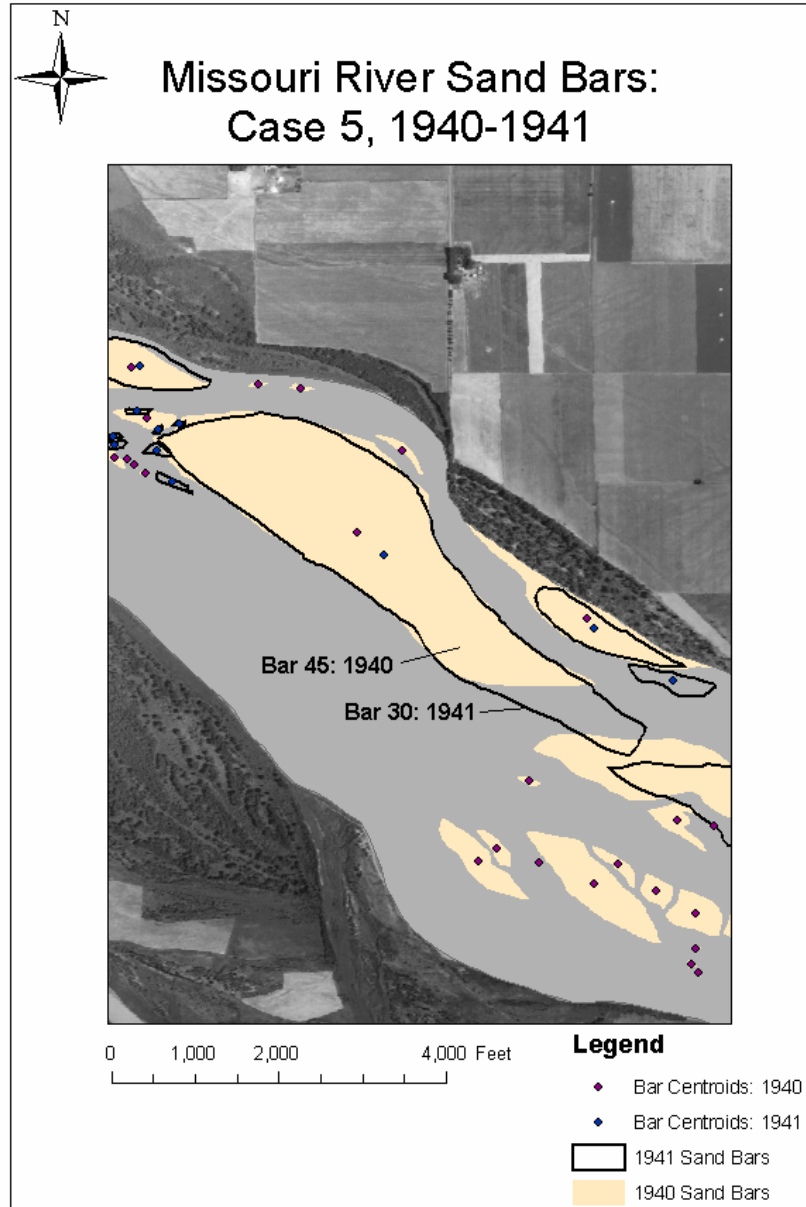 N
Missouri River Sand Bars:
Case 5, 1940-1941
Bar 45: 1940
Bar 30: 1941
0 1,000 2,000 4,000 Feet
Legend
Bar Centroids: 1940
Bar Centroids: 1941
1941 Sand Bars
1940 Sand Bars